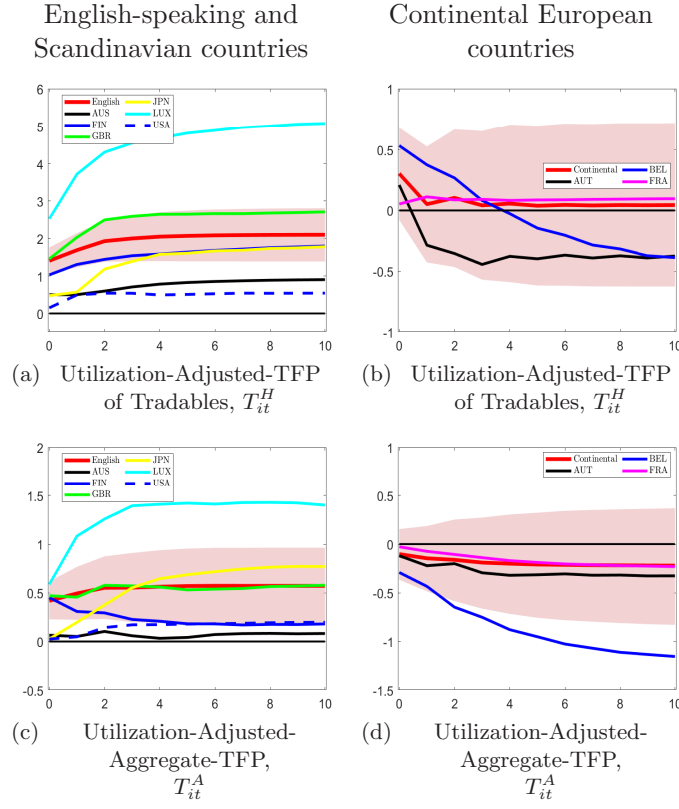 English-speaking and
Scandinavian countries
Continental European
countries
6
5
4
3
2
1
0
0 2 4 6 8 10
English
AUS
FIN
GBR
JPN
LUX
USA
(a) Utilization-Adjusted-TFP
of Tradables, T_{it}^{H}
1
0.5
0
-0.5
-1
0 2 4 6 8 10
Continental
AUT
BEL
FRA
(b) Utilization-Adjusted-TFP
of Tradables, T_{it}^{H}
2
1.5
1
0.5
0
-0.5
0 2 4 6 8 10
English
AUS
FIN
GBR
JPN
LUX
USA
(c) Utilization-Adjusted-
Aggregate-TFP,
T_{it}^{A}
1
0.5
0
-0.5
-1
-1.5
0 2 4 6 8 10
Continental
AUT
BEL
FRA
(d) Utilization-Adjusted-
Aggregate-TFP,
T_{it}^{A}